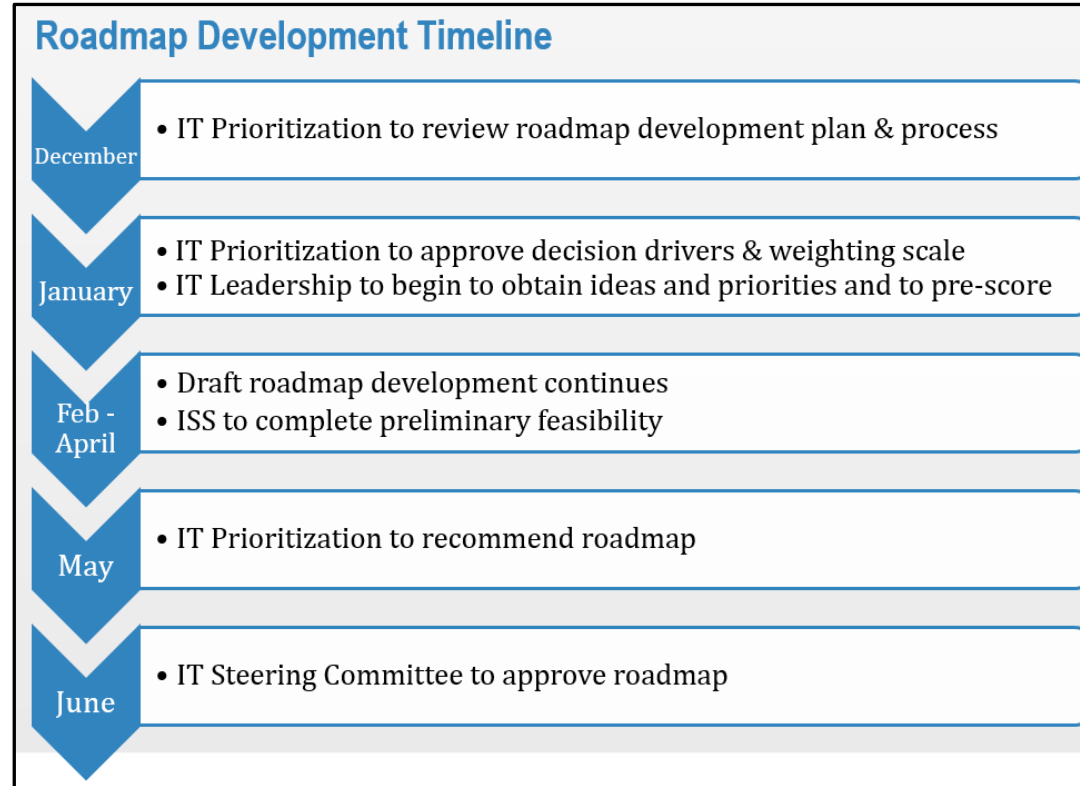 Roadmap Development Timeline
December
• IT Prioritization to review roadmap development plan & process
January
• IT Prioritization to approve decision drivers & weighting scale
• IT Leadership to begin to obtain ideas and priorities and to pre-score
Feb -
April
• Draft roadmap development continues
• ISS to complete preliminary feasibility
May
• IT Prioritization to recommend roadmap
June
• IT Steering Committee to approve roadmap